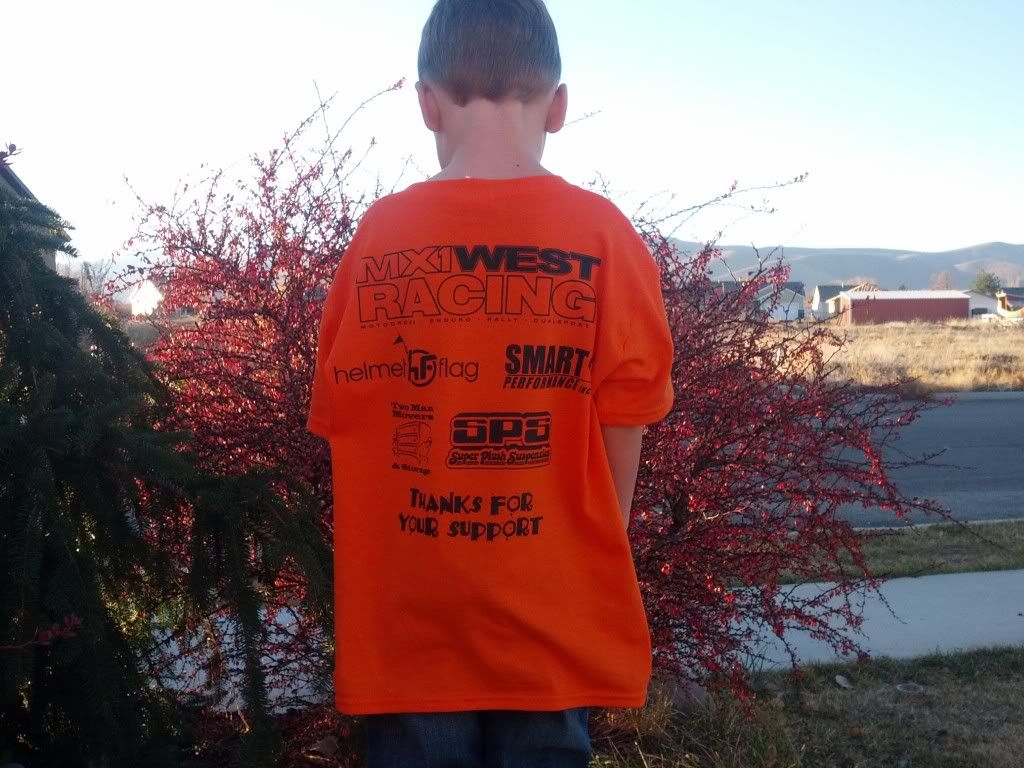 MX1WEST
RACING
MOTOCROSS · ENDURO · RALLY · DUALSPORT
helmet flag
SMART
PERFORMANCE INC
Two Man
Movers
& Storage
SPS
Super Plush Suspension
THANKS FOR
YOUR SUPPORT